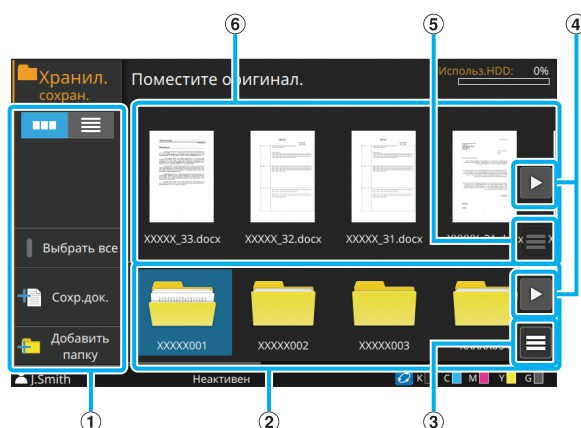 ⑥
⑤
④
Хранил.
сохран.
Поместите оригинал.
Использ.HDD:
0%
XXXXX_33.docx
XXXXX_32.docx
XXXXX_31.docx
Выбрать все
Сохр.док.
Добавить
папку
XXXXX001
XXXXX002
XXXXX003
J.Smith
Неактивен
K
C
M
Y
G
①
②
③